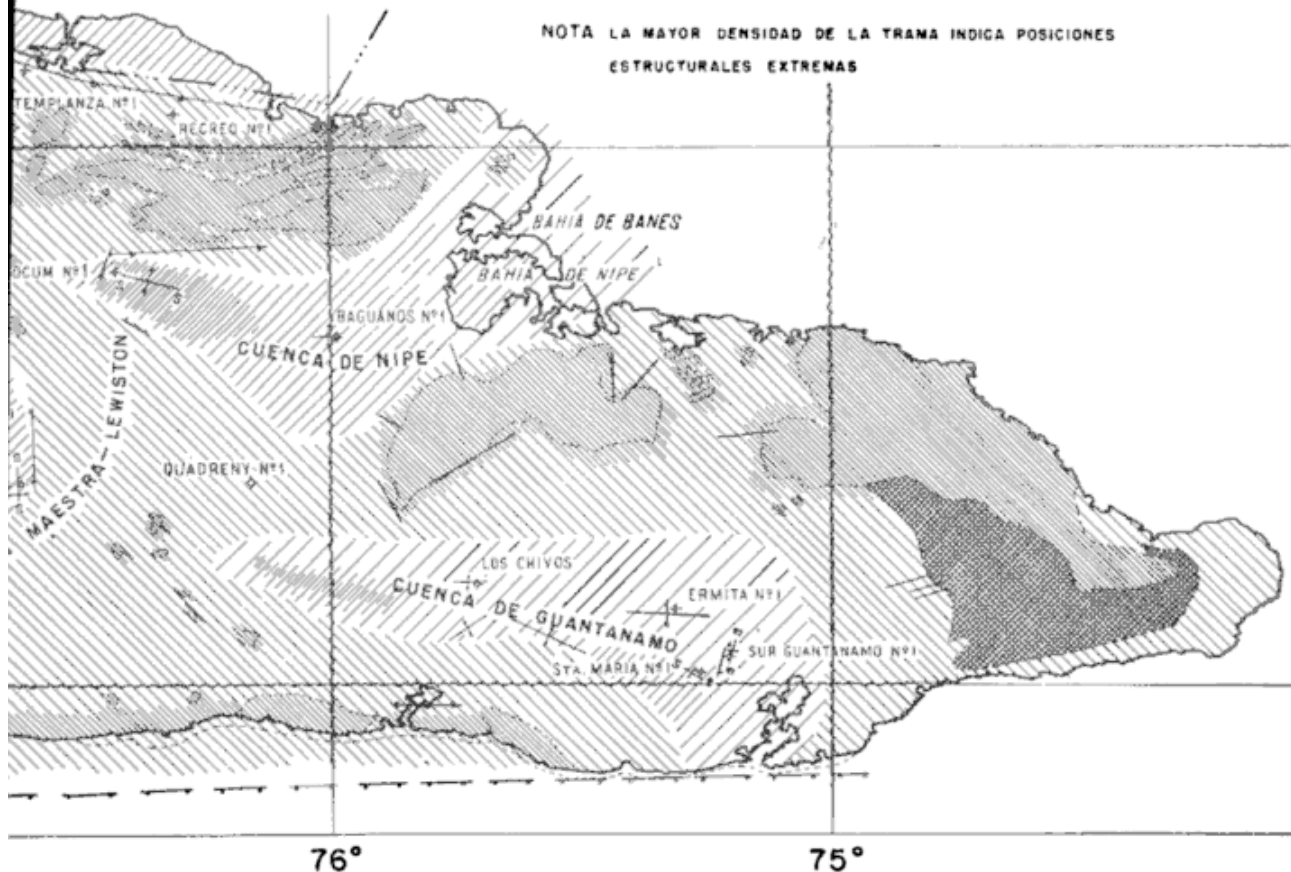 NOTA LA MAYOR DENSIDAD DE LA TRAMA INDICA POSICIONES
ESTRUCTURALES EXTREMAS
TEMPLANZA Nº1
RECREO Nº1
BAHIA DE BANES
OCUM Nº1
BAHIA DE NIPE
BAGUANOS Nº1
CUENCA DE NIPE
MAESTRA-LEWISTON
QUADRENY Nº1
LOS CHIVOS
CUENCA DE GUANTANAMO
ERMITA Nº1
SUR GUANTANAMO Nº1
STA. MARIA Nº1
76°
75°